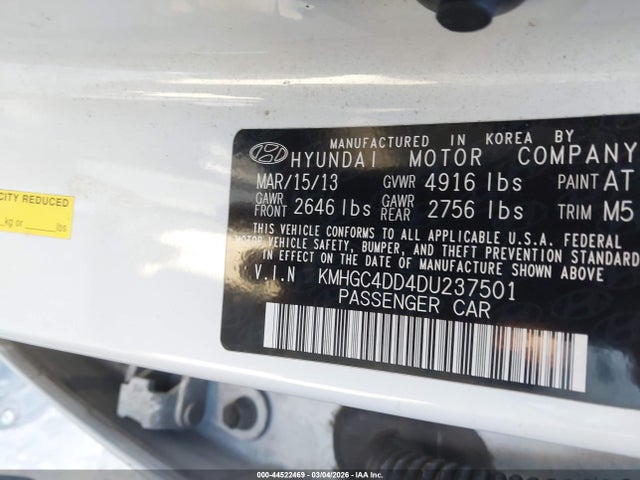 MANUFACTURED IN KOREA BY
HYUNDAI MOTOR COMPANY
MAR/15/13 GVWR 4916 lbs PAINT AT
GAWR FRONT 2646 lbs GAWR REAR 2756 lbs TRIM M5
THIS VEHICLE CONFORMS TO ALL APPLICABLE U.S.A. FEDERAL
MOTOR VEHICLE SAFETY, BUMPER, AND THEFT PREVENTION STANDARD
IN EFFECT ON THE DATE OF MANUFACTURE SHOWN ABOVE
V.I.N KMHGC4DD4DU237501
PASSENGER CAR
CITY REDUCED
kg or lbs
000-44522469 - 03/04/2026 - IAA Inc.